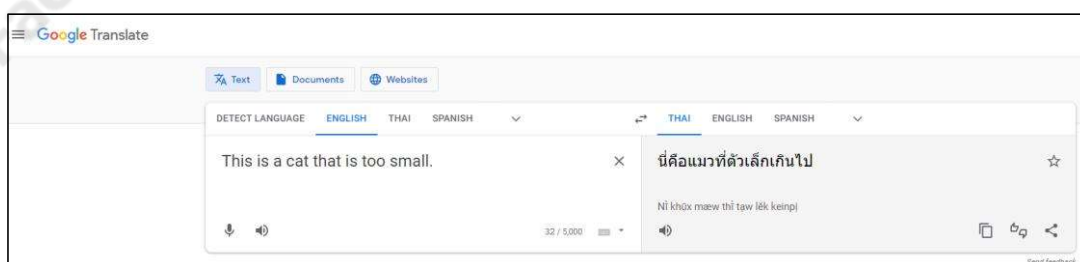 Google Translate
Text Documents Websites
DETECT LANGUAGE ENGLISH THAI SPANISH THAI ENGLISH SPANISH
This is a cat that is too small. นี่คือแมวที่ตัวเล็กเกินไป
Nī̀ khụ̄x mæw thī̀ tạw lĕk keinpị
32 / 5,000
Send feedback